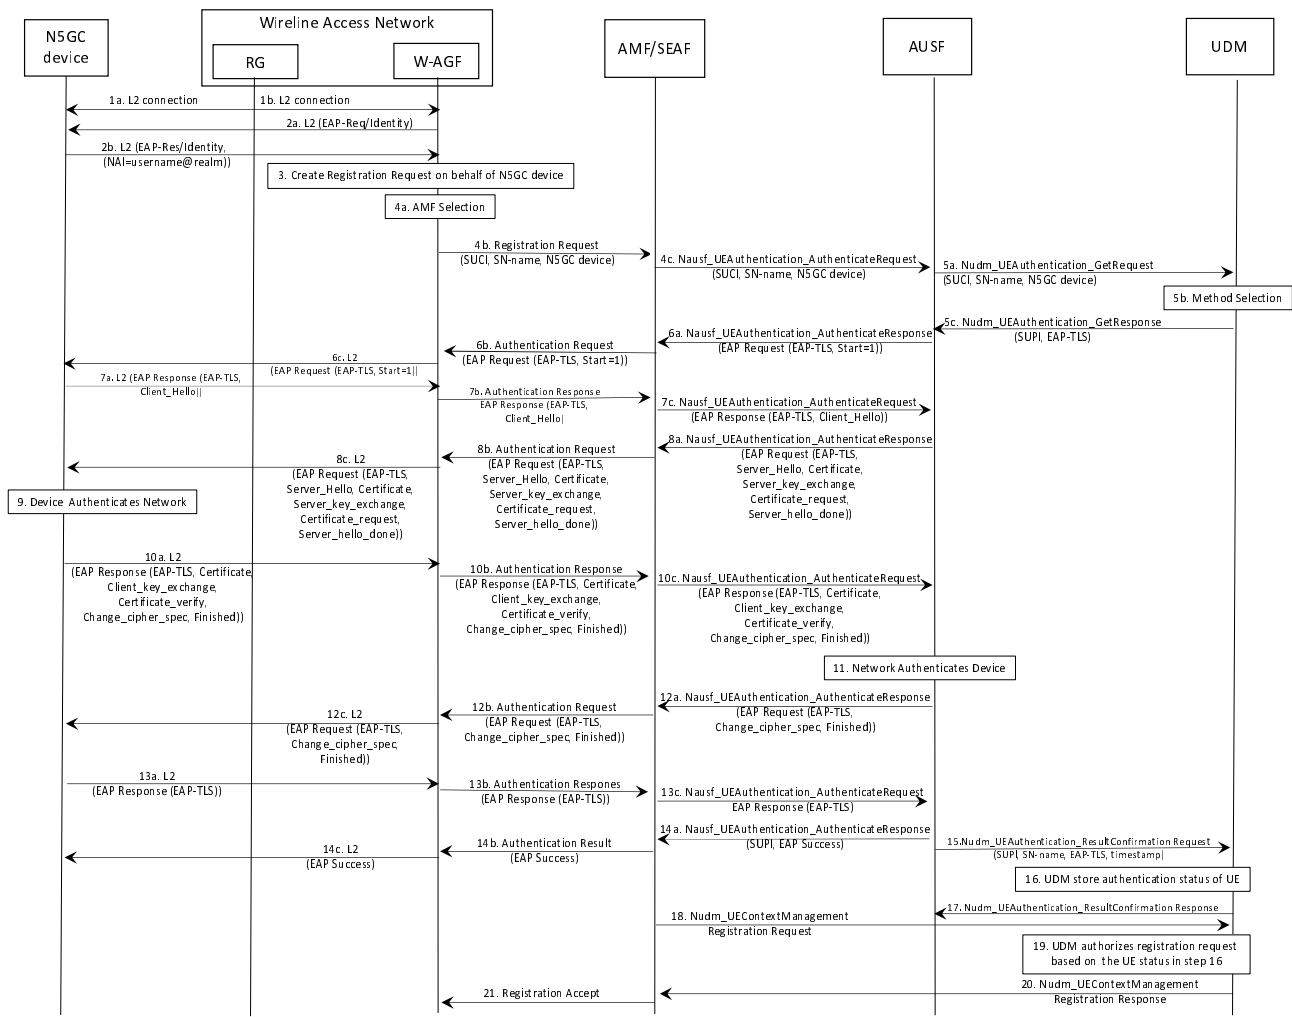 N5GC
device
Wireline Access Network
RG
W-AGF
AMF/SEAF
AUSF
UDM
1a. L2 connection
1b. L2 connection
2a. L2 (EAP-Req/Identity)
2b. L2 (EAP-Res/Identity,
(NAI=username@realm))
3. Create Registration Request on behalf of N5GC device
4a. AMF Selection
4b. Registration Request
(SUCI, SN-name, N5GC device)
4c. Nausf_UEAuthentication_AuthenticateRequest
(SUCI, SN-name, N5GC device)
5a. Nudm_UEAuthentication_GetRequest
(SUCI, SN-name, N5GC device)
5b. Method Selection
5c. Nudm_UEAuthentication_GetResponse
(SUPI, EAP-TLS)
6a. Nausf_UEAuthentication_AuthenticateResponse
(EAP Request (EAP-TLS, Start=1))
6b. Authentication Request
(EAP Request (EAP-TLS, Start=1))
6c. L2
(EAP Request (EAP-TLS, Start=1))
7a. L2 (EAP Response (EAP-TLS,
Client_Hello))
7b. Authentication Response
EAP Response (EAP-TLS,
Client_Hello)
7c. Nausf_UEAuthentication_AuthenticateRequest
(EAP Response (EAP-TLS, Client_Hello))
8a. Nausf_UEAuthentication_AuthenticateResponse
(EAP Request (EAP-TLS,
Server_Hello, Certificate,
Server_key_exchange,
Certificate_request,
Server_hello_done))
8b. Authentication Request
(EAP Request (EAP-TLS,
Server_Hello, Certificate,
Server_key_exchange,
Certificate_request,
Server_hello_done))
8c. L2
(EAP Request (EAP-TLS,
Server_Hello, Certificate,
Server_key_exchange,
Certificate_request,
Server_hello_done))
9. Device Authenticates Network
10a. L2
(EAP Response (EAP-TLS, Certificate,
Client_key_exchange,
Certificate_verify,
Change_cipher_spec, Finished))
10b. Authentication Response
(EAP Response (EAP-TLS, Certificate,
Client_key_exchange,
Certificate_verify,
Change_cipher_spec, Finished))
10c. Nausf_UEAuthentication_AuthenticateRequest
(EAP Response (EAP-TLS, Certificate,
Client_key_exchange,
Certificate_verify,
Change_cipher_spec, Finished))
11. Network Authenticates Device
12a. Nausf_UEAuthentication_AuthenticateResponse
(EAP Request (EAP-TLS,
Change_cipher_spec, Finished))
12b. Authentication Request
(EAP Request (EAP-TLS,
Change_cipher_spec, Finished))
12c. L2
(EAP Request (EAP-TLS,
Change_cipher_spec,
Finished))
13a. L2
(EAP Response (EAP-TLS))
13b. Authentication Respones
(EAP Response (EAP-TLS))
13c. Nausf_UEAuthentication_AuthenticateRequest
EAP Response (EAP-TLS)
14a. Nausf_UEAuthentication_AuthenticateResponse
(SUPI, EAP Success)
14b. Authentication Result
(EAP Success)
14c. L2
(EAP Success)
15.Nudm_UEAuthentication_ResultConfirmation Request
(SUPI, SN-name, EAP-TLS, timestamp)
16. UDM store authentication status of UE
17. Nudm_UEAuthentication_ResultConfirmation Response
18. Nudm_UEContextManagement
Registration Request
19. UDM authorizes registration request
based on the UE status in step 16
20. Nudm_UEContextManagement
Registration Response
21. Registration Accept